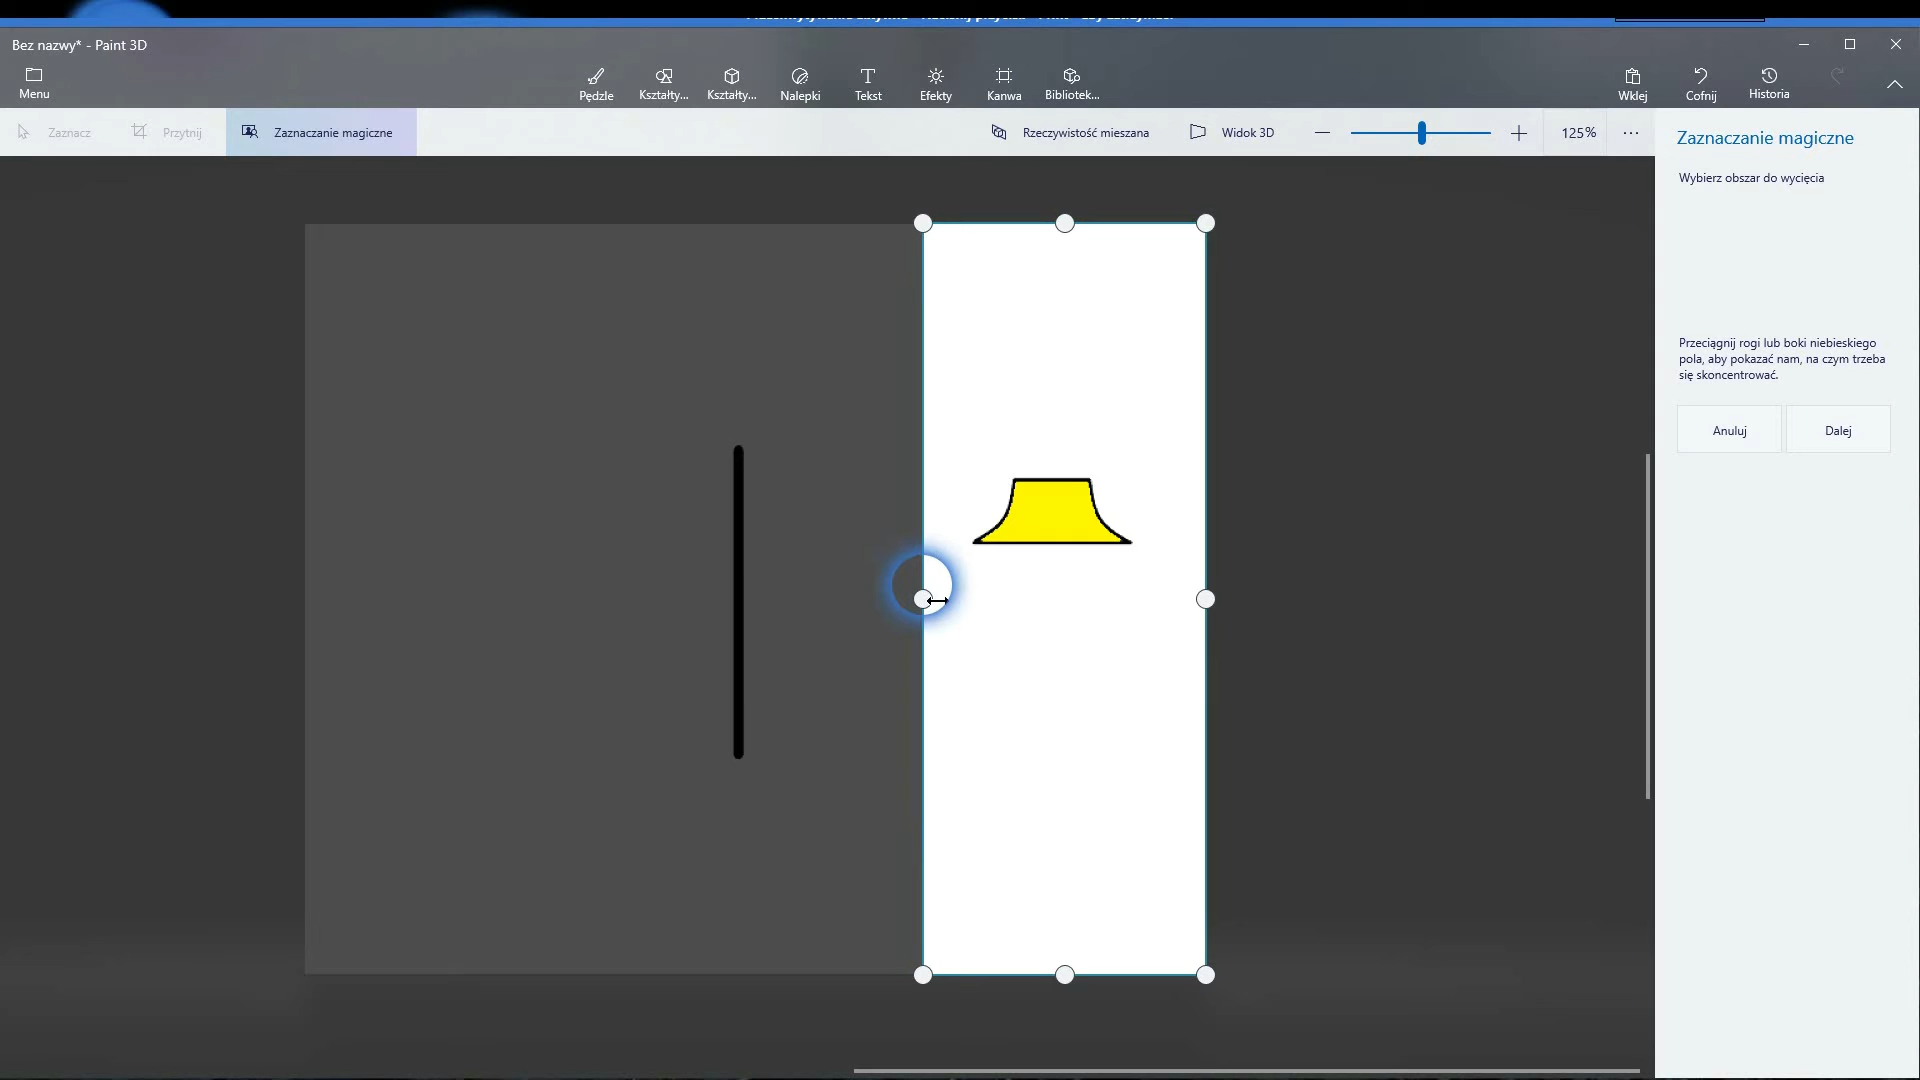 Bez nazwy* - Paint 3D
Menu
Pędzle
Kształty...
Kształty...
Nalepki
Tekst
Efekty
Kanwa
Bibliotek...
Wklej
Cofnij
Historia
Zaznacz
Przytnij
Zaznaczanie magiczne
Rzeczywistość mieszana
Widok 3D
125%
Zaznaczanie magiczne
Wybierz obszar do wycięcia
Przeciągnij rogi lub boki niebieskiego
pola, aby pokazać nam, na czym trzeba
się skoncentrować.
Anuluj
Dalej